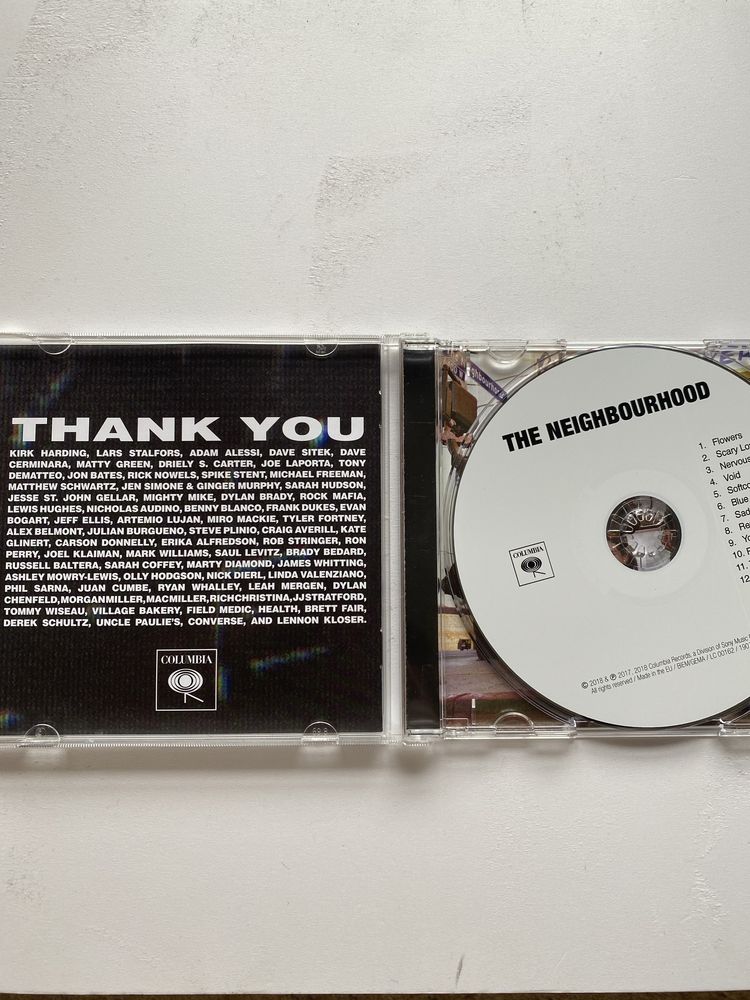 THANK YOU
KIRK HARDING, LARS STALFORS, ADAM ALESSI, DAVE SITEK, DAVE
CERMINARA, MATTY GREEN, DRIELY S. CARTER, JOE LAPORTA, TONY
DEMATTEO, JON BATES, RICK NOWELS, SPIKE STENT, MICHAEL FREEMAN,
MATTHEW SCHWARTZ, JEN SIMONE & GINGER MURPHY, SARAH HUDSON,
JESSE ST. JOHN GELLAR, MIGHTY MIKE, DYLAN BRADY, ROCK MAFIA,
LEWIS HUGHES, NICHOLAS AUDINO, BENNY BLANCO, FRANK DUKES, EVAN
BOGART, JEFF ELLIS, ARTEMIO LUJAN, MIRO MACKIE, TYLER FORTNEY,
ALEX BELMONT, JULIAN BURGUENO, STEVE PLINIO, CRAIG AVERILL, KATE
GLINERT, CARSON DONNELLY, ERIKA ALFREDSON, ROB STRINGER, RON
PERRY, JOEL KLAIMAN, MARK WILLIAMS, SAUL LEVITZ, BRADY BEDARD,
RUSSELL BALTERA, SARAH COFFEY, MARTY DIAMOND, JAMES WHITTING,
ASHLEY MOWRY-LEWIS, OLLY HODGSON, NICK DIERL, LINDA VALENZIANO,
PHIL SARNA, JUAN CUMBE, RYAN WHALLEY, LEAH MERGEN, DYLAN
CHENFELD,MORGANMILLER,MACMILLER,RICHCHRISTINA,JJSTRATFORD,
TOMMY WISEAU, VILLAGE BAKERY, FIELD MEDIC, HEALTH, BRETT FAIR,
DEREK SCHULTZ, UNCLE PAULIE'S, CONVERSE, AND LENNON KLOSER.
COLUMBIA
THE NEIGHBOURHOOD
1. Flowers
2. Scary Lo
3. Nervous
4. Void
5. Softco
6. Blue
7. Sad
8. Re
9. Yo
10.
11.
12.
COLUMBIA
© 2018 & ℗ 2017, 2018 Columbia Records, a Division of Sony Music
All rights reserved / Made in the EU / BIEM/GEMA / LC 00162 / 190